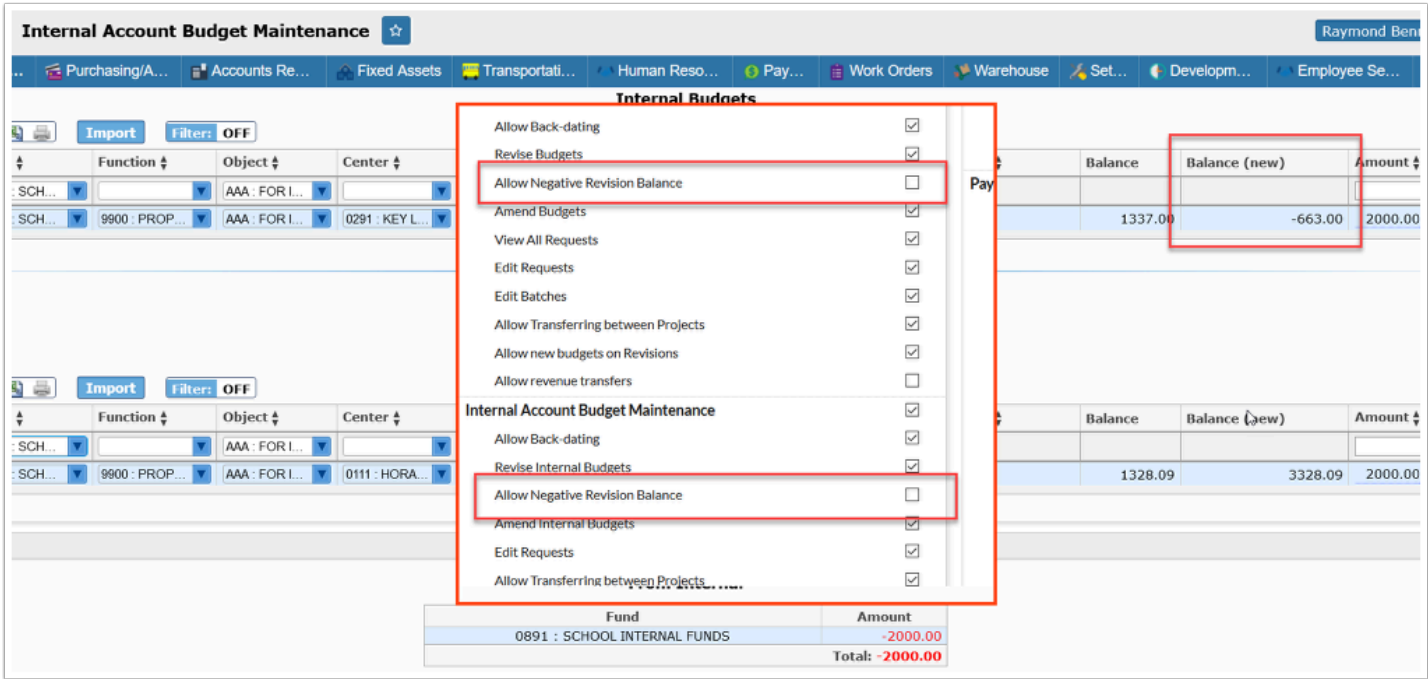 Internal Account Budget Maintenance
Raymond Ben
... Purchasing/A... Accounts Re... Fixed Assets Transportati... Human Reso... Pay... Work Orders Warehouse Set... Developm... Employee Se...
Internal Budgets
Import Filter: OFF
Function Object Center Balance Balance (new) Amount
: SCH... AAA : FOR I...
: SCH... 9900 : PROP... AAA : FOR I... 0291 : KEY L... 1337.00 -663.00 2000.00
Allow Back-dating
Revise Budgets
Allow Negative Revision Balance
Pay
Amend Budgets
View All Requests
Edit Requests
Edit Batches
Allow Transferring between Projects
Allow new budgets on Revisions
Allow revenue transfers
Internal Account Budget Maintenance
Allow Back-dating
Revise Internal Budgets
Allow Negative Revision Balance
Amend Internal Budgets
Edit Requests
Allow Transferring between Projects
Import Filter: OFF
Function Object Center Balance Balance (new) Amount
: SCH... AAA : FOR I...
: SCH... 9900 : PROP... AAA : FOR I... 0111 : HORA... 1328.09 3328.09 2000.00
Fund Amount
0891 : SCHOOL INTERNAL FUNDS -2000.00
Total: -2000.00